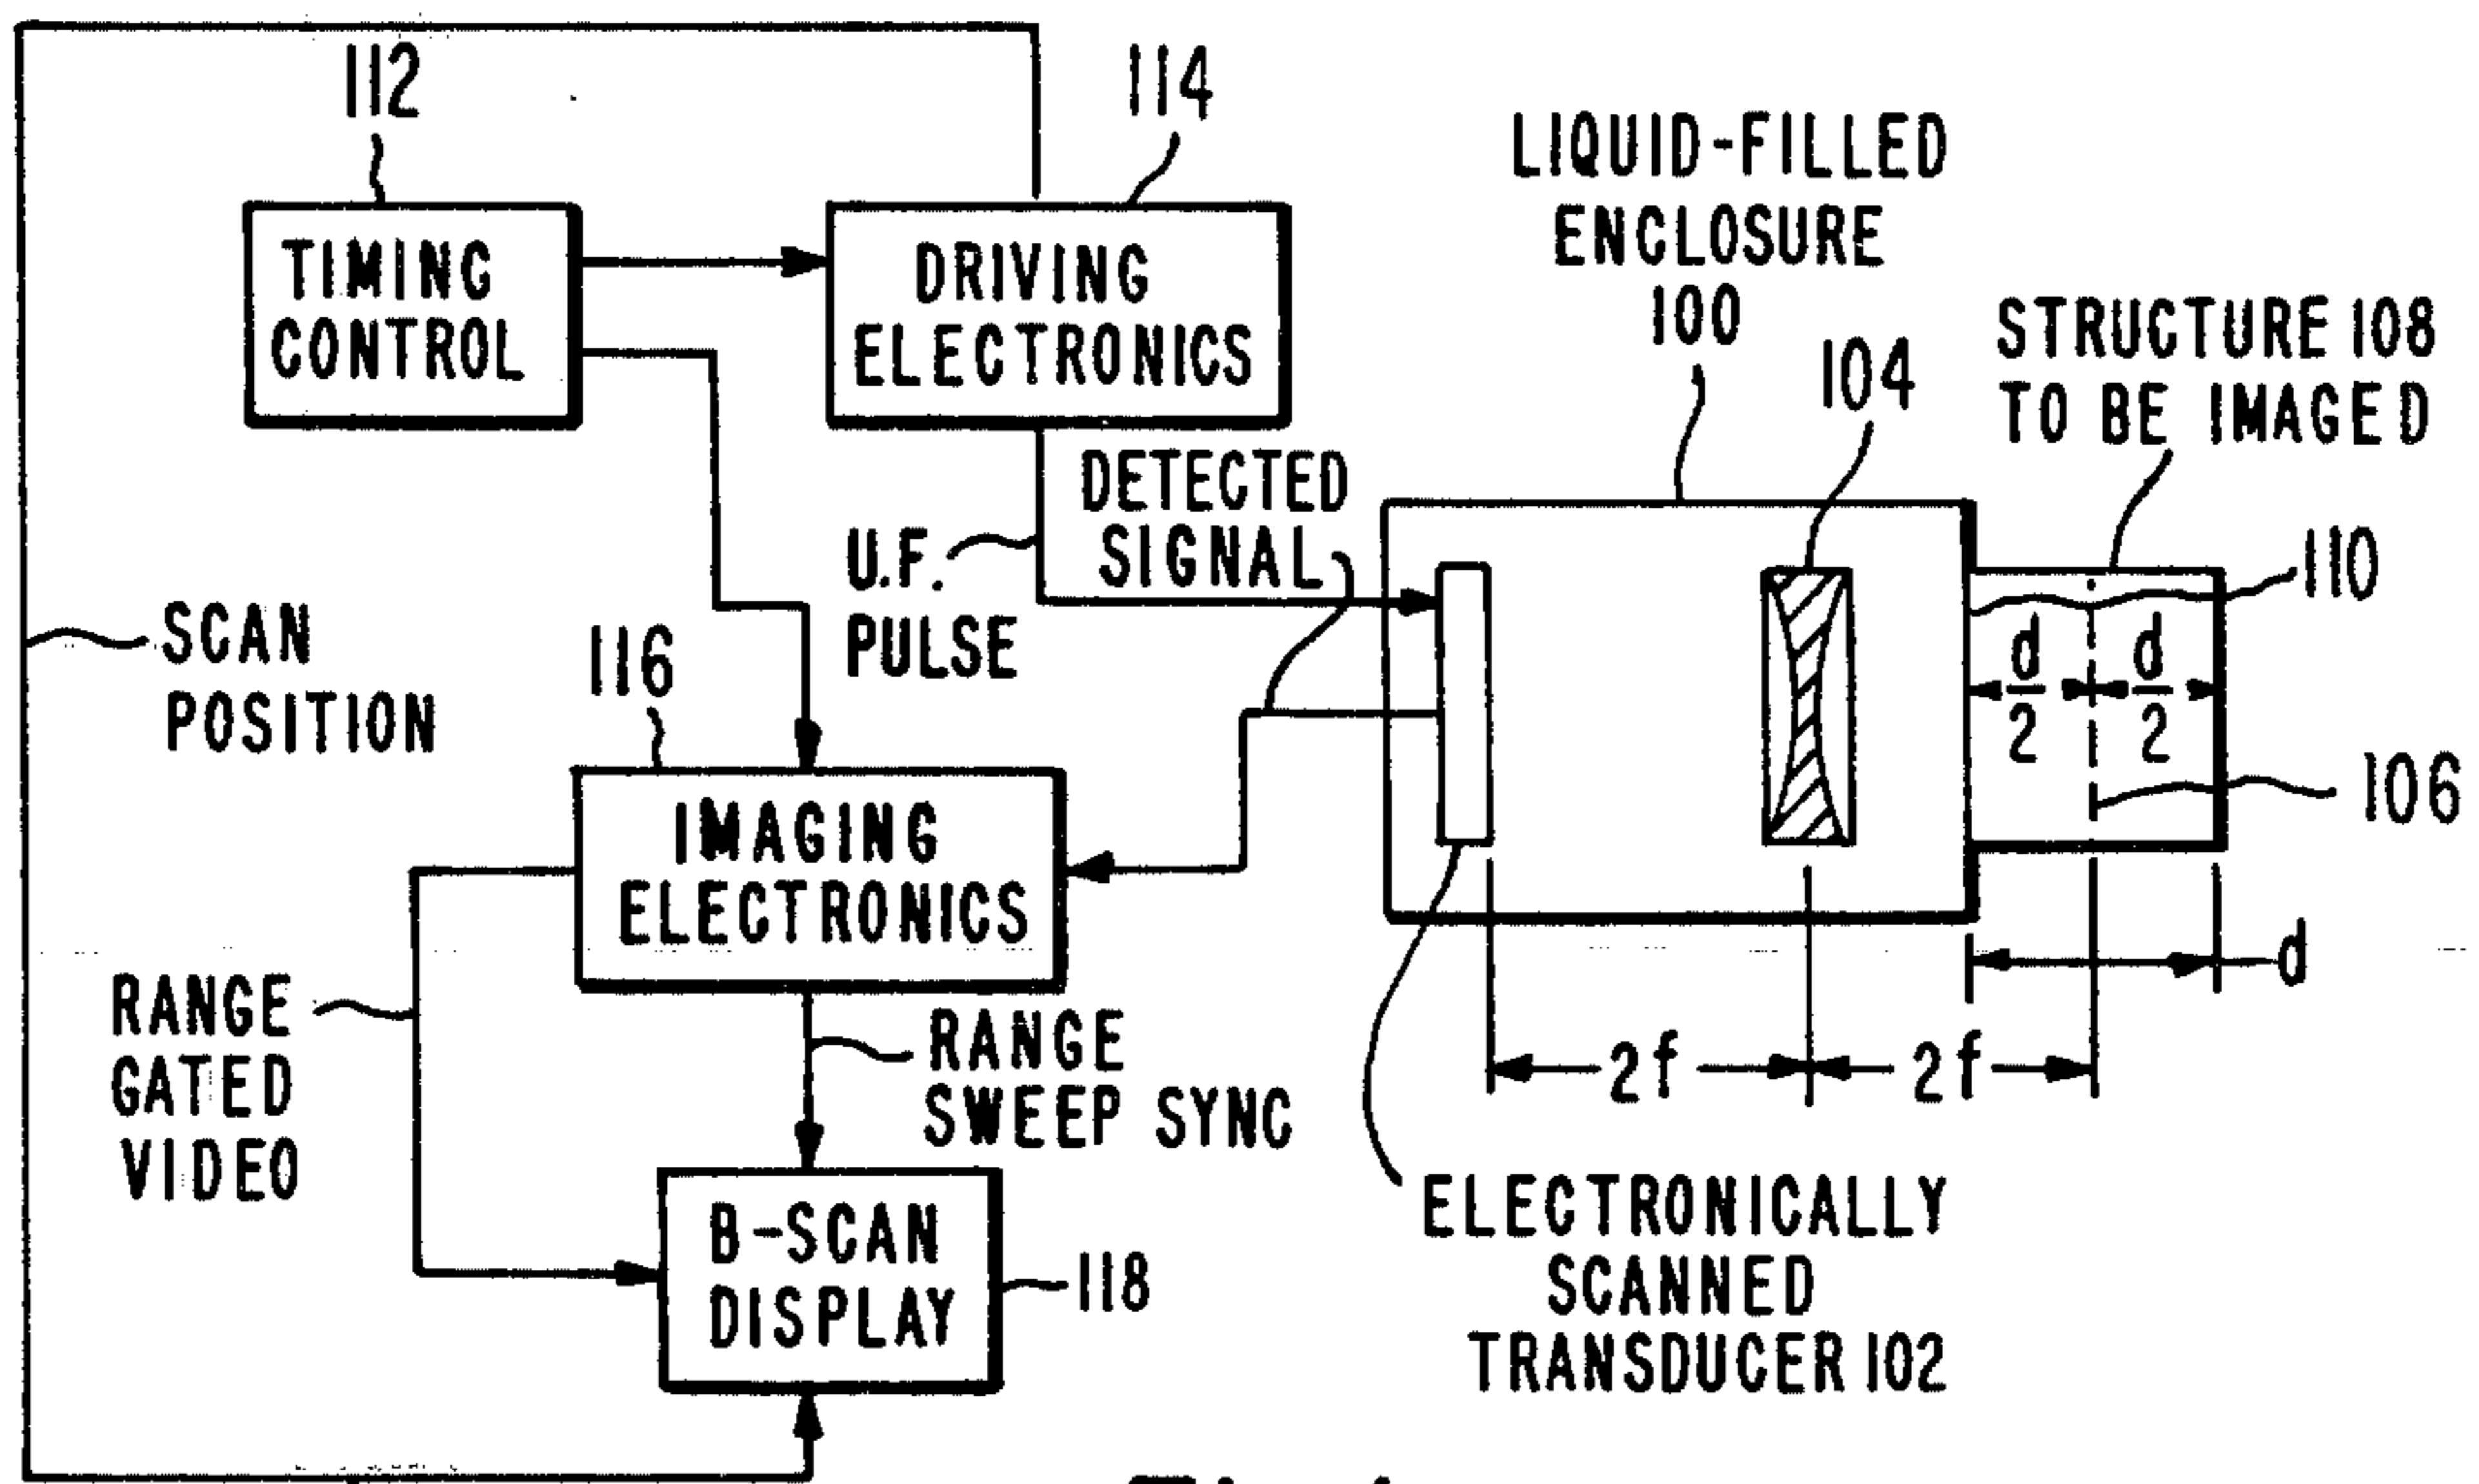 112
114
TIMING
CONTROL
DRIVING
ELECTRONICS
LIQUID-FILLED
ENCLOSURE
100
104
STRUCTURE 108
TO BE IMAGED
110
106
DETECTED
SIGNAL
U.F.
PULSE
SCAN
POSITION
116
IMAGING
ELECTRONICS
d
2
d
2
d
2f
2f
RANGE
GATED
VIDEO
RANGE
SWEEP SYNC
B-SCAN
DISPLAY
118
ELECTRONICALLY
SCANNED
TRANSDUCER 102